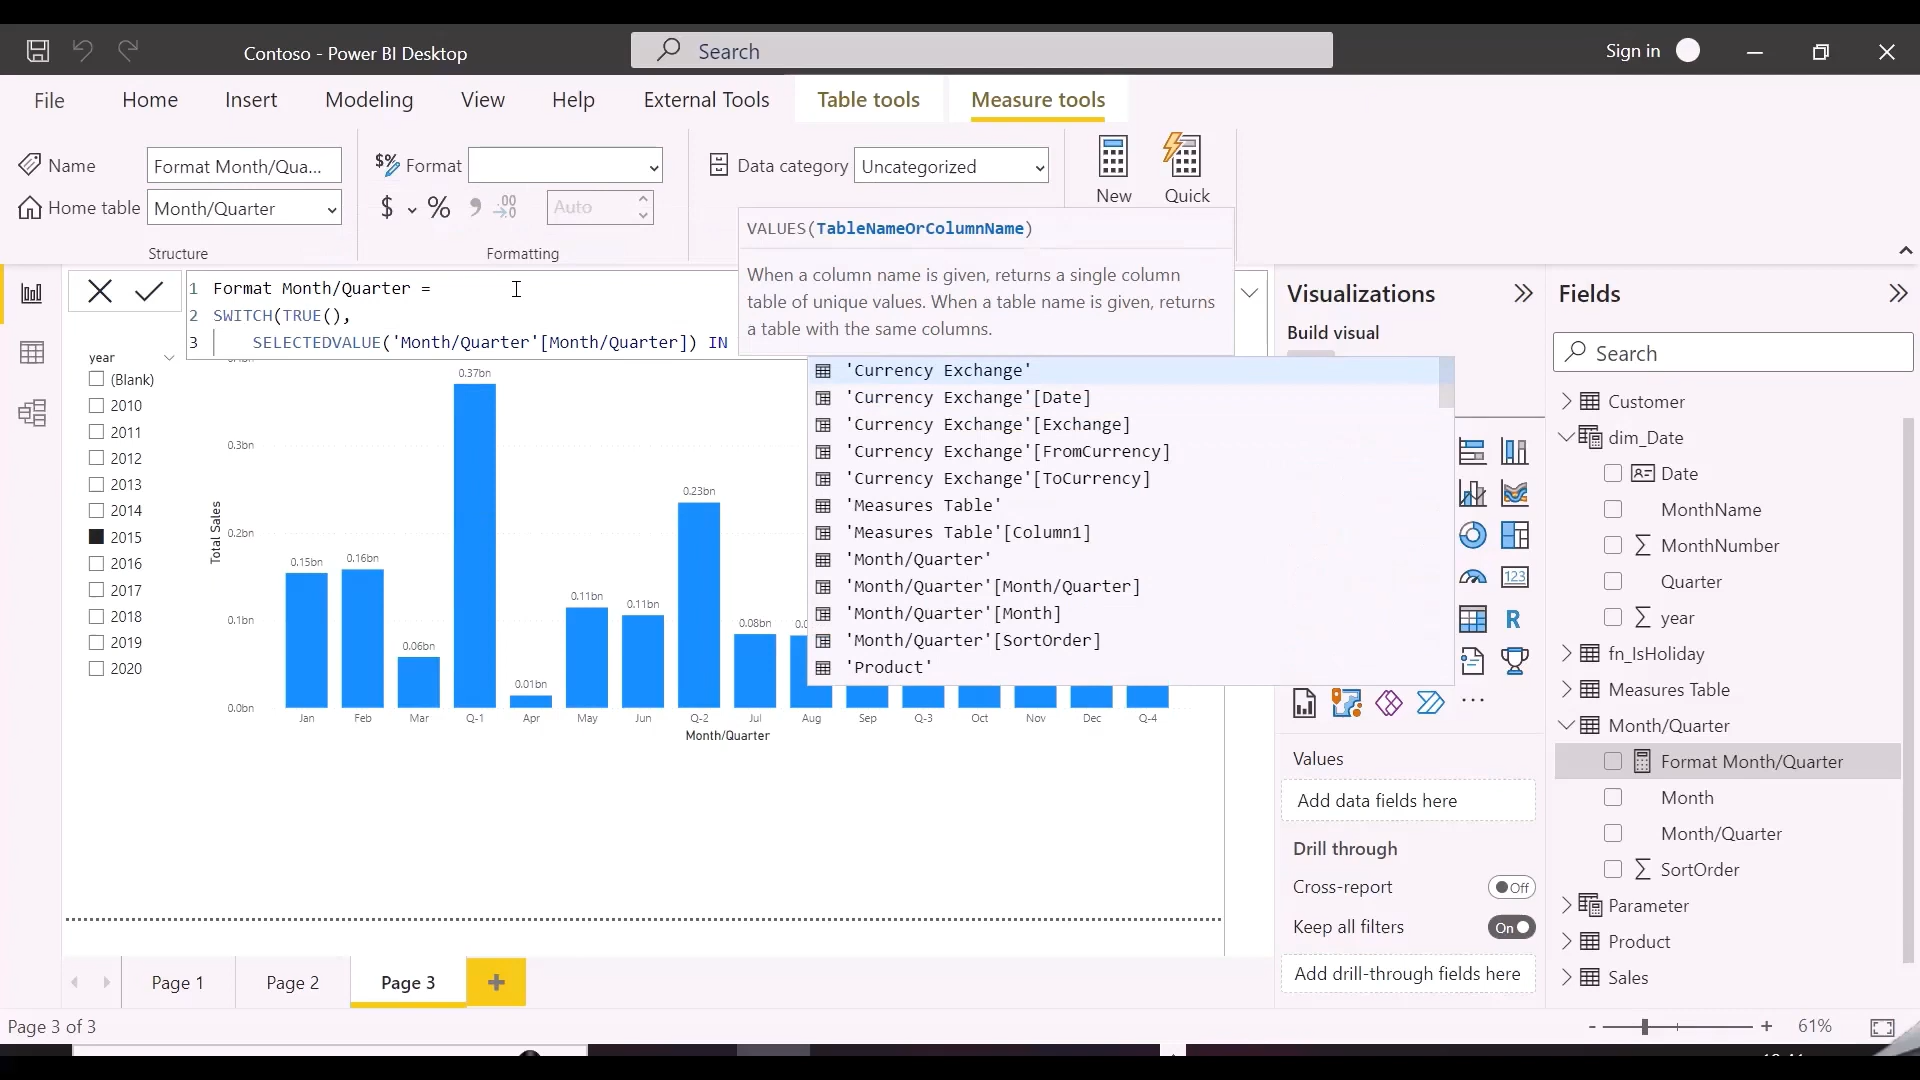 Contoso - Power BI Desktop
Search
Sign in
File
Home
Insert
Modeling
View
Help
External Tools
Table tools
Measure tools
Name
Format Month/Qua...
Home table
Month/Quarter
Structure
Format
$ % 9 .00
Auto
Formatting
Data category
Uncategorized
New
Quick
VALUES(TableNameOrColumnName)
When a column name is given, returns a single column
table of unique values. When a table name is given, returns
a table with the same columns.
1 Format Month/Quarter =
2 SWITCH(TRUE(),
3 SELECTEDVALUE('Month/Quarter'[Month/Quarter]) IN
'Currency Exchange'
'Currency Exchange'[Date]
'Currency Exchange'[Exchange]
'Currency Exchange'[FromCurrency]
'Currency Exchange'[ToCurrency]
'Measures Table'
'Measures Table'[Column1]
'Month/Quarter'
'Month/Quarter'[Month/Quarter]
'Month/Quarter'[Month]
'Month/Quarter'[SortOrder]
'Product'
year
(Blank)
2010
2011
2012
2013
2014
2015
2016
2017
2018
2019
2020
Total Sales
0.3bn
0.2bn
0.1bn
0.0bn
0.15bn
0.16bn
0.06bn
0.37bn
0.01bn
0.11bn
0.11bn
0.23bn
0.08bn
Jan
Feb
Mar
Q-1
Apr
May
Jun
Q-2
Jul
Aug
Sep
Q-3
Oct
Nov
Dec
Q-4
Month/Quarter
Visualizations
Build visual
123
R
Values
Add data fields here
Drill through
Cross-report
Off
Keep all filters
On
Add drill-through fields here
Fields
Search
Customer
dim_Date
Date
MonthName
MonthNumber
Quarter
year
fn_IsHoliday
Measures Table
Month/Quarter
Format Month/Quarter
Month
Month/Quarter
SortOrder
Parameter
Product
Sales
Page 1
Page 2
Page 3
Page 3 of 3
61%